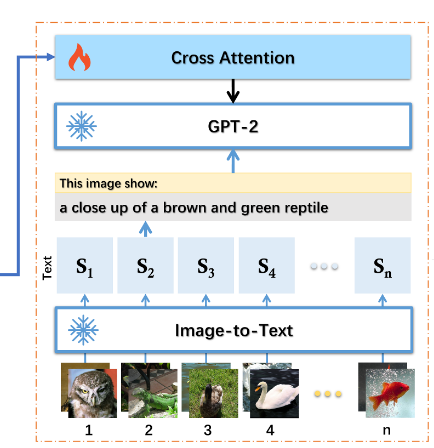 Cross Attention
GPT-2
This image show:
a close up of a brown and green reptile
Text
S1 S2 S3 S4 Sn
Image-to-Text
1 2 3 4 n